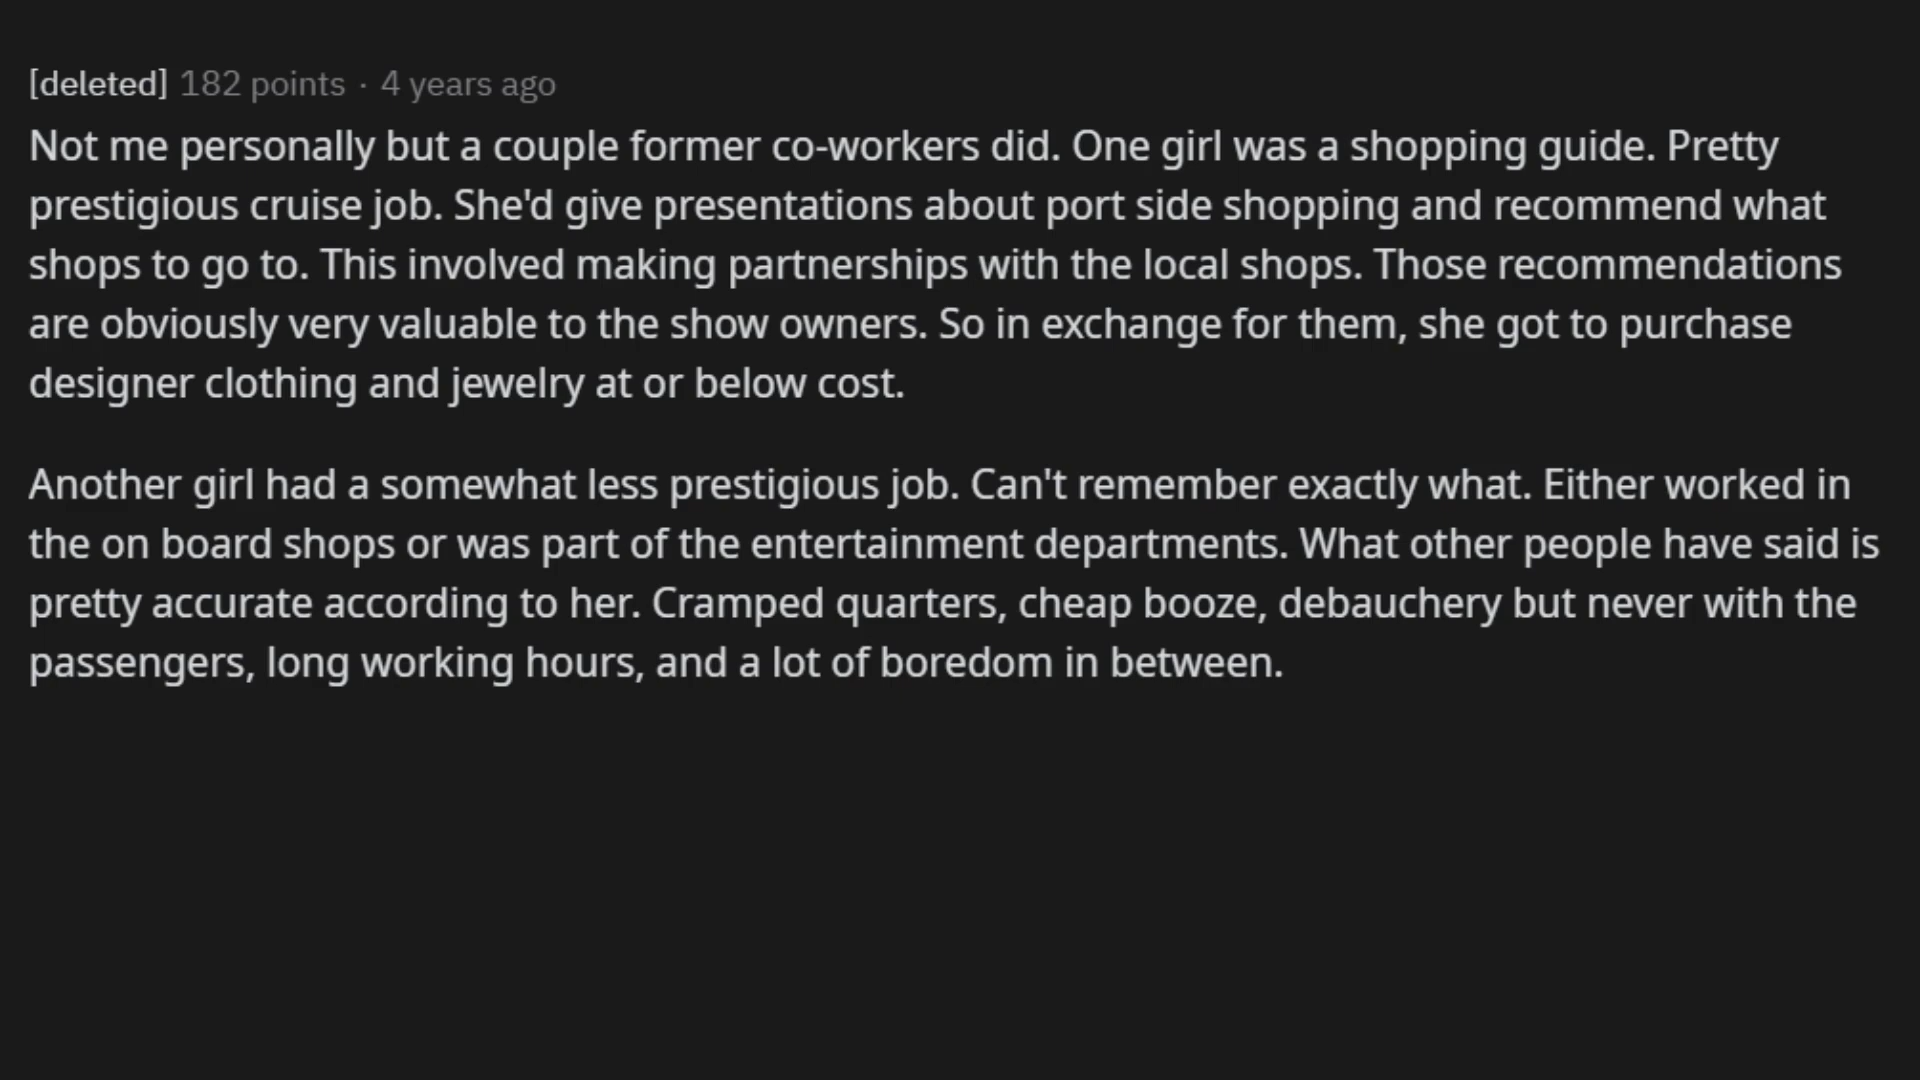 [deleted] 182 points · 4 years ago
Not me personally but a couple former co-workers did. One girl was a shopping guide. Pretty
prestigious cruise job. She'd give presentations about port side shopping and recommend what
shops to go to. This involved making partnerships with the local shops. Those recommendations
are obviously very valuable to the show owners. So in exchange for them, she got to purchase
designer clothing and jewelry at or below cost.
Another girl had a somewhat less prestigious job. Can't remember exactly what. Either worked in
the on board shops or was part of the entertainment departments. What other people have said is
pretty accurate according to her. Cramped quarters, cheap booze, debauchery but never with the
passengers, long working hours, and a lot of boredom in between.